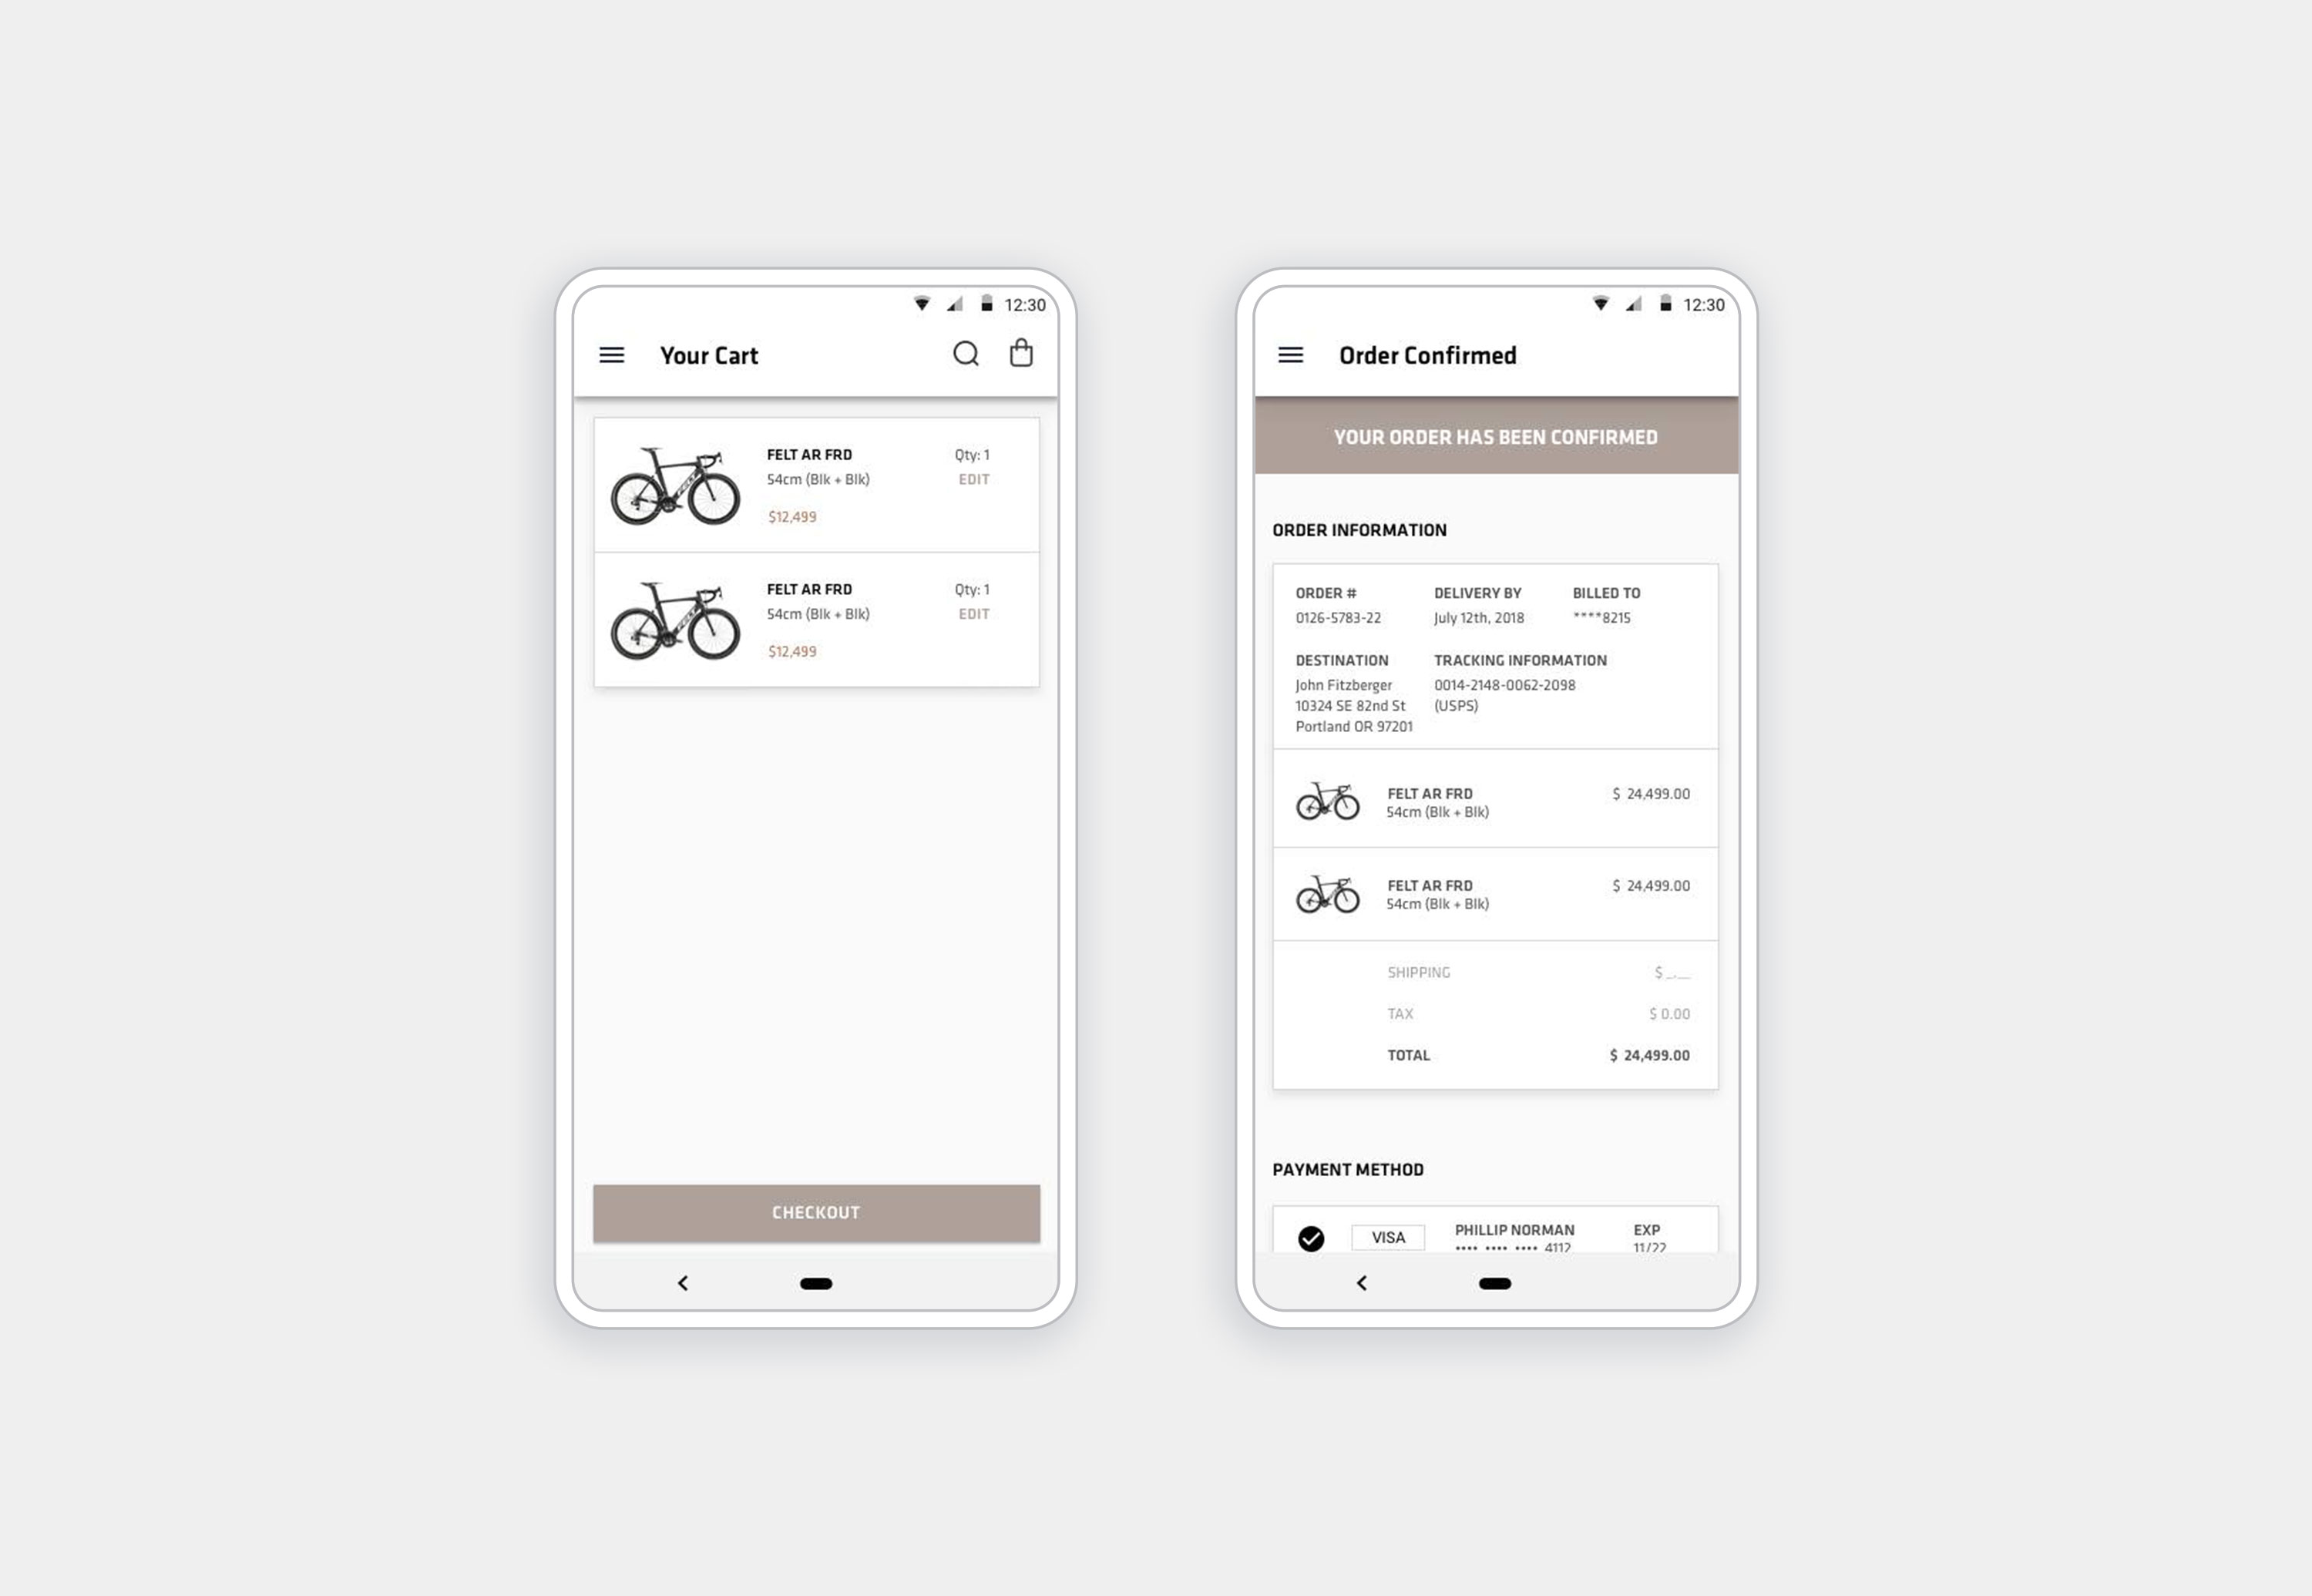 12:30
Your Cart
FELT AR FRD
Qty: 1
54cm (Blk + Blk)
EDIT
$12,499
FELT AR FRD
Qty: 1
54cm (Blk + Blk)
EDIT
$12,499
CHECKOUT
12:30
Order Confirmed
YOUR ORDER HAS BEEN CONFIRMED
ORDER INFORMATION
ORDER # DELIVERY BY BILLED TO
0126-5783-22 July 12th, 2018 ****8215
DESTINATION TRACKING INFORMATION
John Fitzberger 0014-2148-0062-2098
10324 SE 82nd St (USPS)
Portland OR 97201
FELT AR FRD $ 24,499.00
54cm (Blk + Blk)
FELT AR FRD $ 24,499.00
54cm (Blk + Blk)
SHIPPING $ _.__
TAX $ 0.00
TOTAL $ 24,499.00
PAYMENT METHOD
VISA PHILLIP NORMAN EXP
•••• •••• •••• 4112 11/22